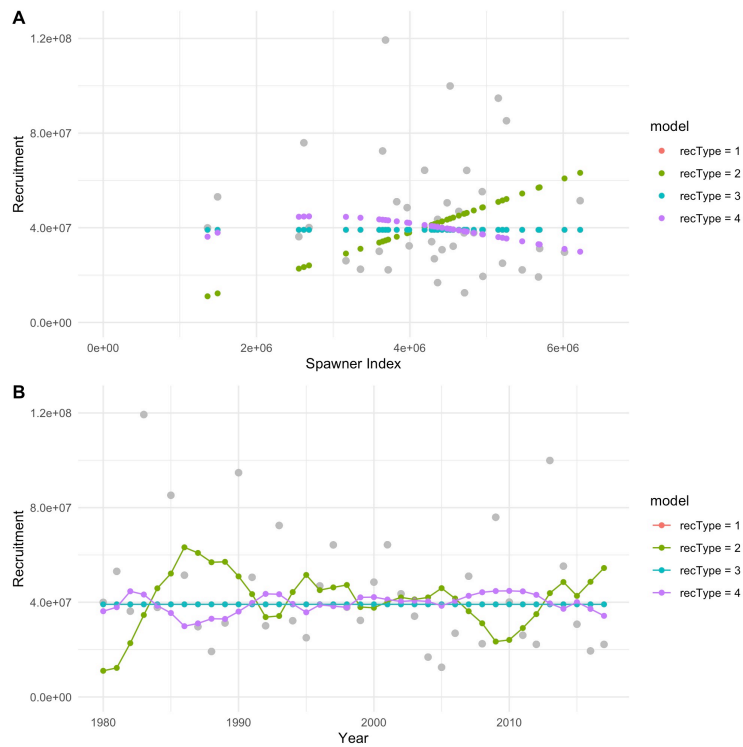 A
1.2e+08
8.0e+07
4.0e+07
0.0e+00
Recruitment
0e+00 2e+06 4e+06 6e+06
Spawner Index
model
recType = 1
recType = 2
recType = 3
recType = 4
B
1.2e+08
8.0e+07
4.0e+07
0.0e+00
Recruitment
1980 1990 2000 2010
Year
model
recType = 1
recType = 2
recType = 3
recType = 4